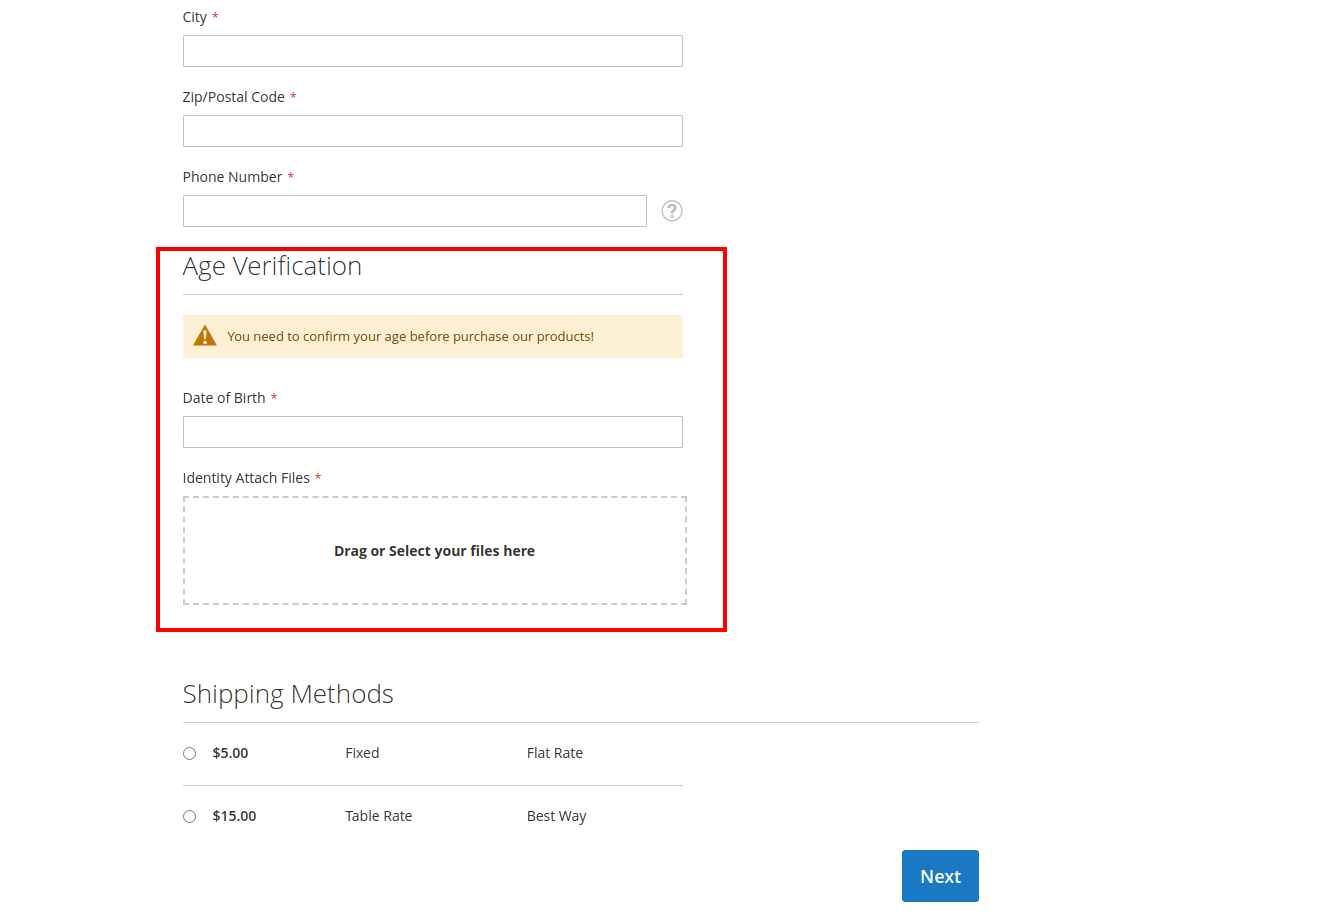 City *
Zip/Postal Code *
Phone Number *
?
Age Verification
You need to confirm your age before purchase our products!
Date of Birth *
Identity Attach Files *
Drag or Select your files here
Shipping Methods
$5.00 Fixed Flat Rate
$15.00 Table Rate Best Way
Next